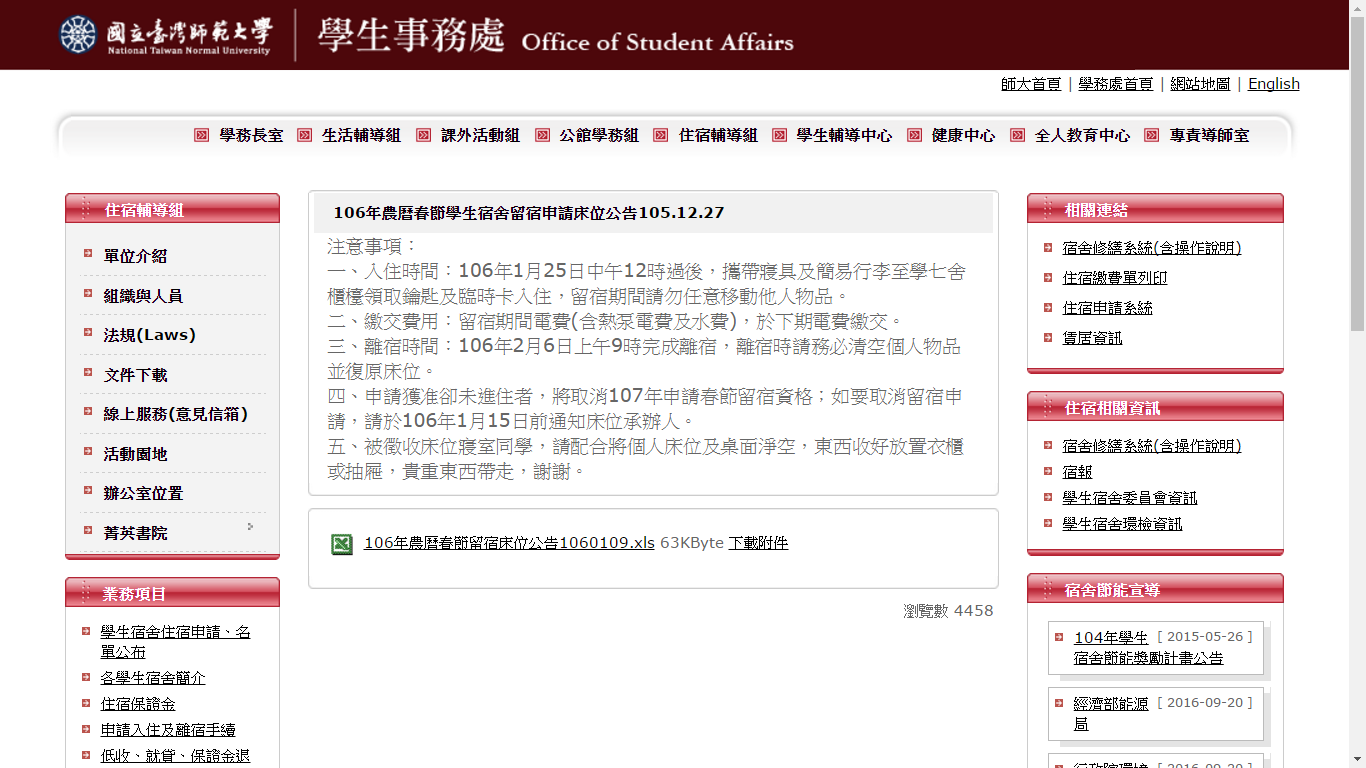 國立臺灣師範大學
National Taiwan Normal University
學生事務處 Office of Student Affairs
師大首頁 | 學務處首頁 | 網站地圖 | English
學務長室 生活輔導組 課外活動組 公館學務組 住宿輔導組 學生輔導中心 健康中心 全人教育中心 專責導師室
住宿輔導組
單位介紹
組織與人員
法規(Laws)
文件下載
線上服務(意見信箱)
活動園地
辦公室位置
菁英書院
業務項目
學生宿舍住宿申請、名
單公布
各學生宿舍簡介
住宿保證金
申請入住及離宿手續
低收、就貸、保證金退
106年農曆春節學生宿舍留宿申請床位公告105.12.27
注意事項：
一、入住時間：106年1月25日中午12時過後，攜帶寢具及簡易行李至學七舍
櫃檯領取鑰匙及臨時卡入住，留宿期間請勿任意移動他人物品。
二、繳交費用：留宿期間電費(含熱泵電費及水費)，於下期電費繳交。
三、離宿時間：106年2月6日上午9時完成離宿，離宿時請務必清空個人物品
並復原床位。
四、申請獲准卻未進住者，將取消107年申請春節留宿資格；如要取消留宿申
請，請於106年1月15日前通知床位承辦人。
五、被徵收床位寢室同學，請配合將個人床位及桌面淨空，東西收好放置衣櫃
或抽屜，貴重東西帶走，謝謝。
106年農曆春節留宿床位公告1060109.xls 63KByte 下載附件
瀏覽數 4458
相關連結
宿舍修繕系統(含操作說明)
住宿繳費單列印
住宿申請系統
賃居資訊
住宿相關資訊
宿舍修繕系統(含操作說明)
宿報
學生宿舍委員會資訊
學生宿舍環檢資訊
宿舍節能宣導
104年學生 [ 2015-05-26 ]
宿舍節能獎勵計畫公告
經濟部能源 [ 2016-09-20 ]
局
行政院環境 [ 2016-09-20 ]